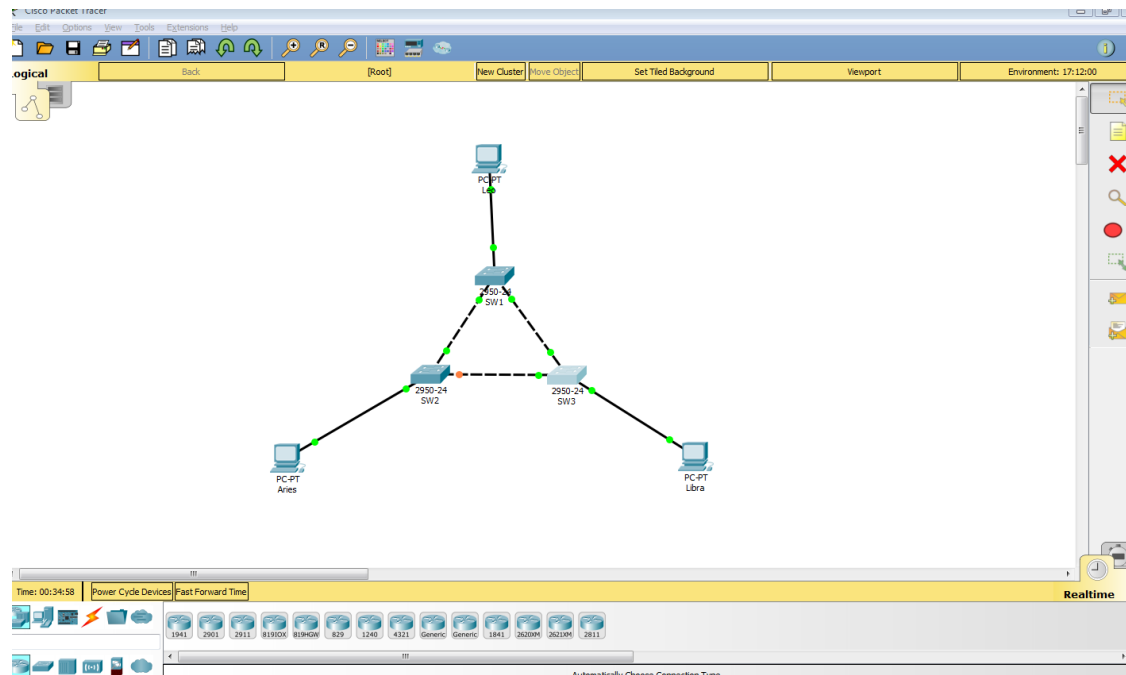 Cisco Packet Tracer
File Edit Options View Tools Extensions Help
Logical Back [Root] New Cluster Move Object Set Tiled Background Viewport Environment: 17:12:00
PC-PT
Leo
2950-24
SW1
2950-24
SW2
2950-24
SW3
PC-PT
Aries
PC-PT
Libra
Time: 00:34:58 Power Cycle Devices Fast Forward Time Realtime
1941 2901 2911 819IOX 819HGW 829 1240 4321 Generic Generic 1841 2620XM 2621XM 2811
Automatically Choose Connection Type